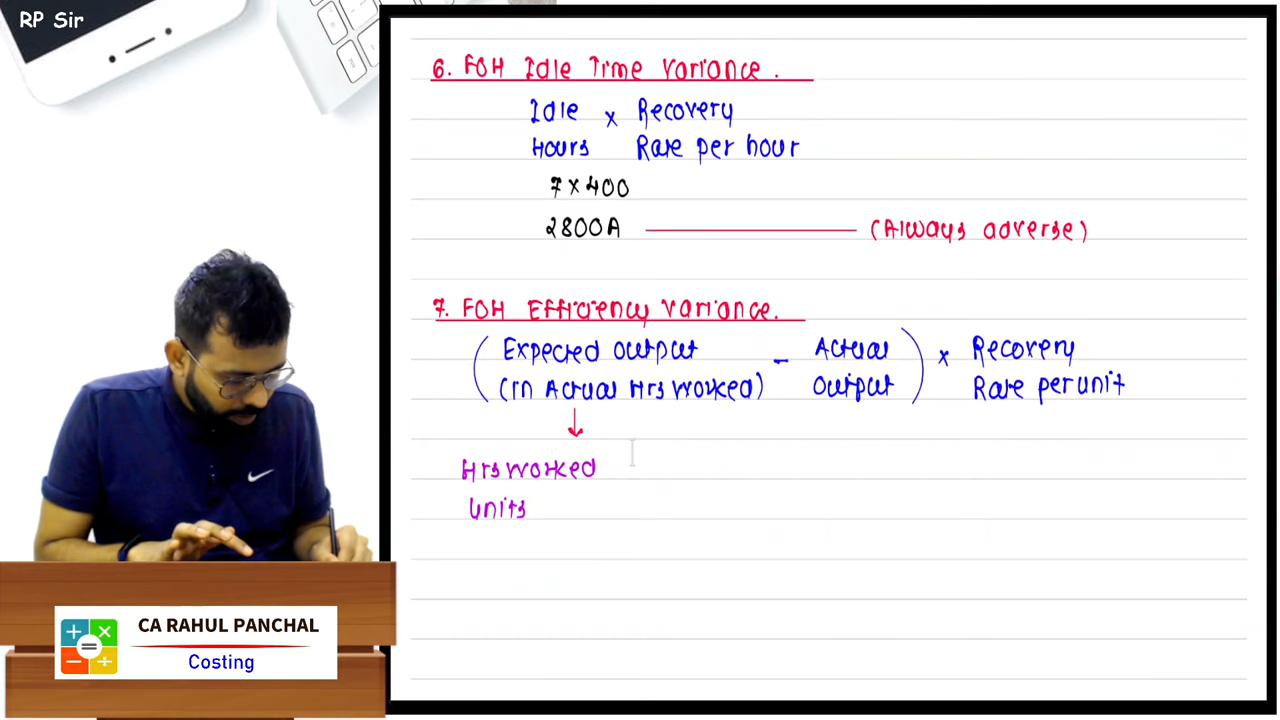 RP Sir
6. FOH Idle Time Variance.
Idle × Recovery
Hours Rate per hour
7 × 400
2800A (Always adverse)
7. FOH Efficiency Variance.
(Expected output - Actual) × Recovery
(in Actual Hrs worked) output Rate per unit
Hrs worked
Units
CA RAHUL PANCHAL
Costing